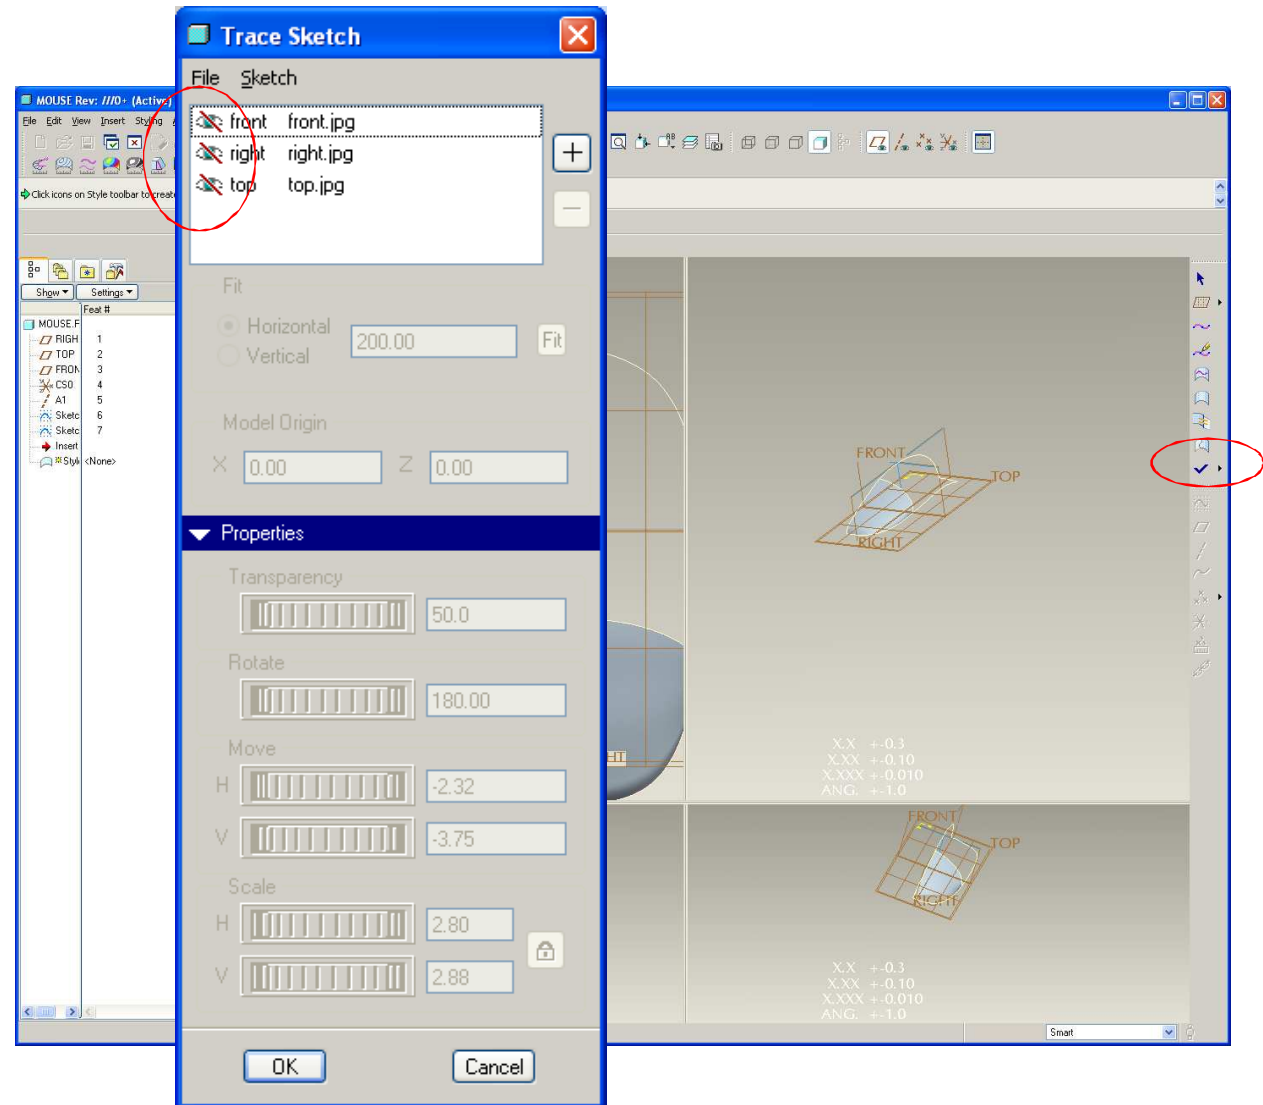 Trace Sketch
File Sketch
front front.jpg
right right.jpg
top top.jpg
Fit
Horizontal
Vertical
200.00
Fit
Model Origin
X 0.00 Z 0.00
Properties
Transparency
50.0
Rotate
180.00
Move
H -2.32
V -3.75
Scale
H 2.80
V 2.88
OK Cancel
MOUSE Rev: ///0+ (Active)
File Edit View Insert Styling
Click icons on Style toolbar to create
Show Settings
Feat #
MOUSE.F
RIGH 1
TOP 2
FRON 3
CS0 4
A1 5
Sketc 6
Sketc 7
Insert
Styl <None>
FRONT
TOP
RIGHT
HT
X.X +-0.3
X.XX +-0.10
X.XXX +-0.010
ANG. +-1.0
FRONT
TOP
RIGHT
X.X +-0.3
X.XX +-0.10
X.XXX +-0.010
ANG. +-1.0
Smart